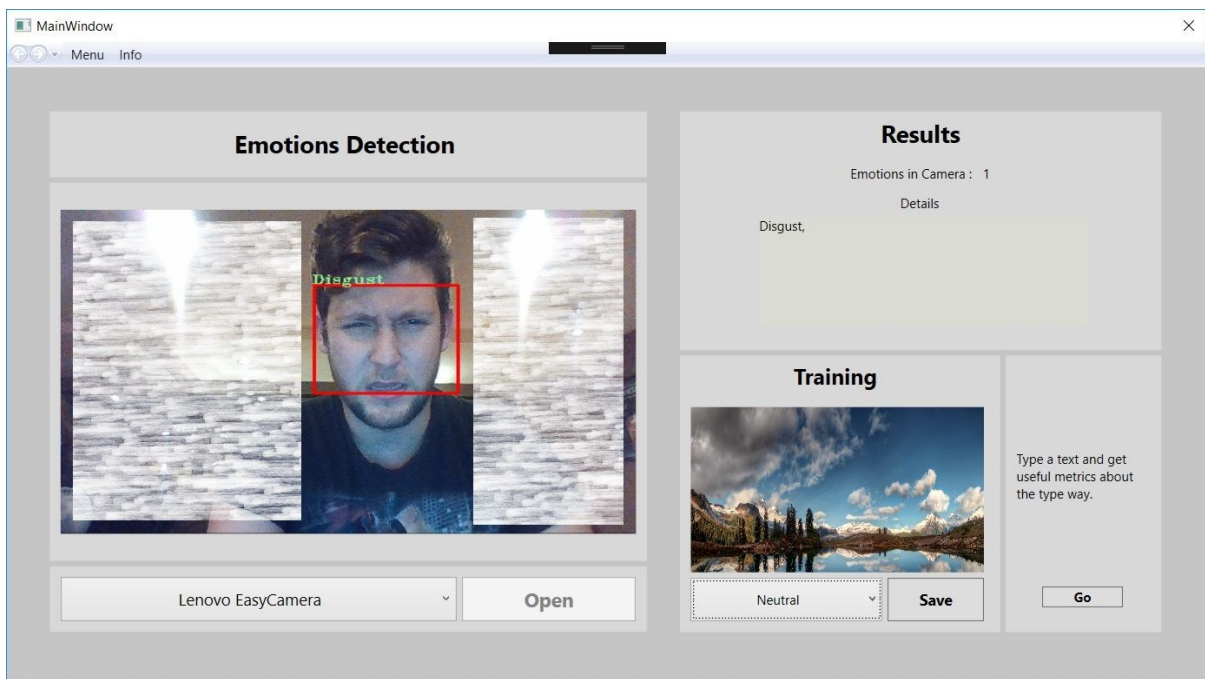 MainWindow
Menu Info
Emotions Detection
Disgust
Lenovo EasyCamera
Open
Results
Emotions in Camera : 1
Details
Disgust,
Training
Neutral
Save
Type a text and get
useful metrics about
the type way.
Go